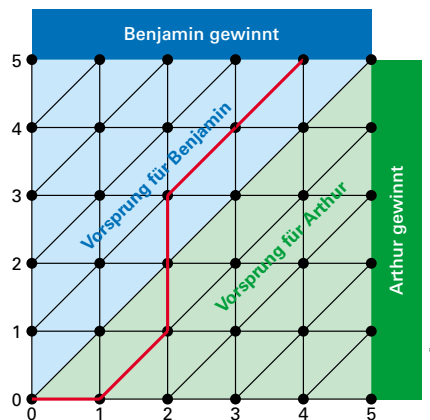 Benjamin gewinnt
5
4
3
2
1
0
Vorsprung für Benjamin
Vorsprung für Arthur
Arthur gewinnt
0 1 2 3 4 5